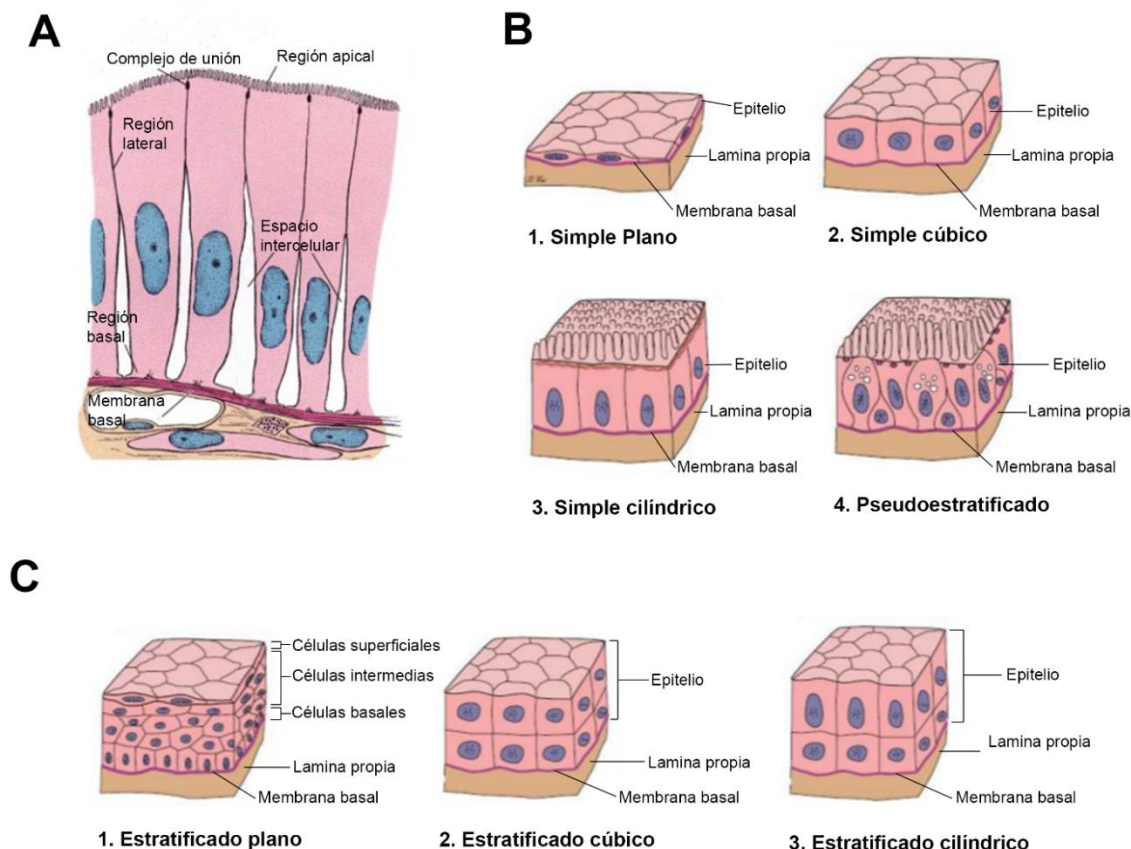 A
Complejo de unión
Región apical
Región
lateral
Espacio
intercelular
Región
basal
Membrana
basal
B
Epitelio
Lamina propia
Membrana basal
1. Simple Plano
Epitelio
Lamina propia
Membrana basal
2. Simple cúbico
Epitelio
Lamina propia
Membrana basal
3. Simple cilíndrico
Epitelio
Lamina propia
Membrana basal
4. Pseudoestratificado
C
Células superficiales
Células intermedias
Células basales
Lamina propia
Membrana basal
1. Estratificado plano
Epitelio
Lamina propia
Membrana basal
2. Estratificado cúbico
Epitelio
Lamina propia
Membrana basal
3. Estratificado cilíndrico